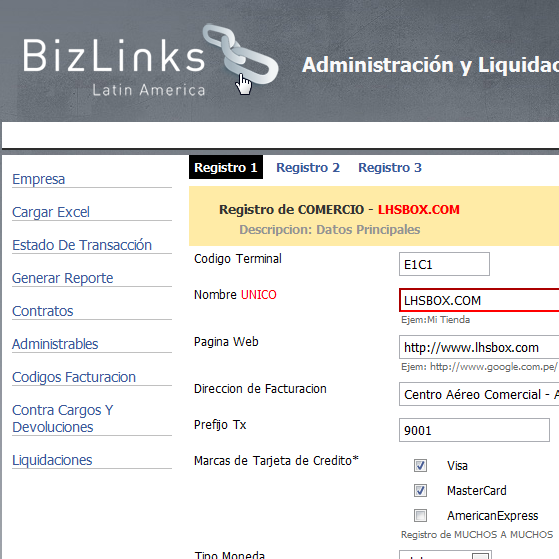 BizLinks
Latin America
Administración y Liquidac
Registro 1 Registro 2 Registro 3
Empresa
Cargar Excel
Estado De Transacción
Generar Reporte
Contratos
Administrables
Codigos Facturacion
Contra Cargos Y
Devoluciones
Liquidaciones
Registro de COMERCIO - LHSBOX.COM
Descripcion: Datos Principales
Codigo Terminal E1C1
Nombre UNICO LHSBOX.COM
Ejem:Mi Tienda
Pagina Web http://www.lhsbox.com
Ejem: http://www.google.com.pe/
Direccion de Facturacion Centro Aéreo Comercial - A
Prefijo Tx 9001
Marcas de Tarjeta de Credito* Visa
MasterCard
AmericanExpress
Registro de MUCHOS A MUCHOS
Tipo Moneda